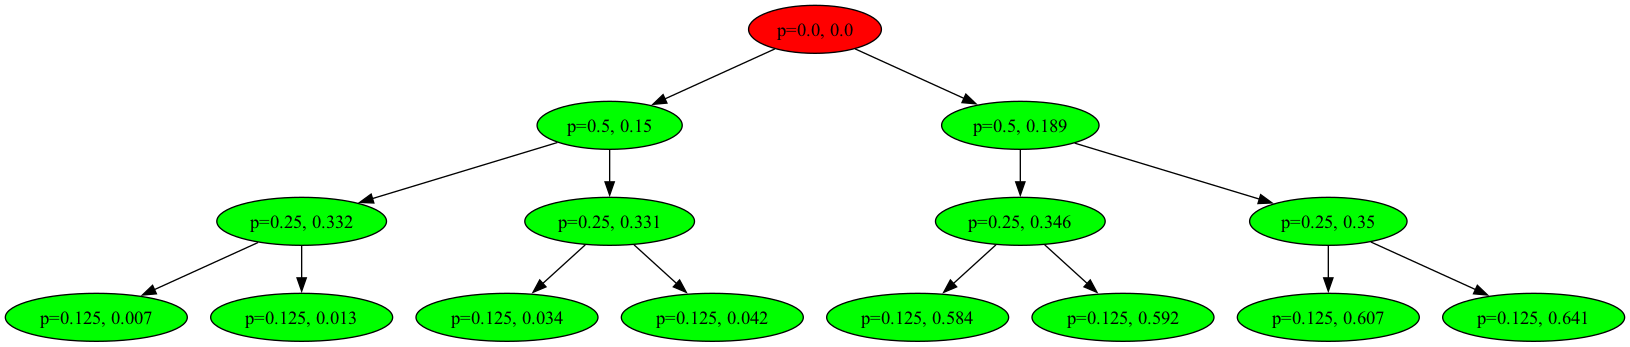 p=0.0, 0.0
p=0.5, 0.15
p=0.5, 0.189
p=0.25, 0.332
p=0.25, 0.331
p=0.25, 0.346
p=0.25, 0.35
p=0.125, 0.007
p=0.125, 0.013
p=0.125, 0.034
p=0.125, 0.042
p=0.125, 0.584
p=0.125, 0.592
p=0.125, 0.607
p=0.125, 0.641